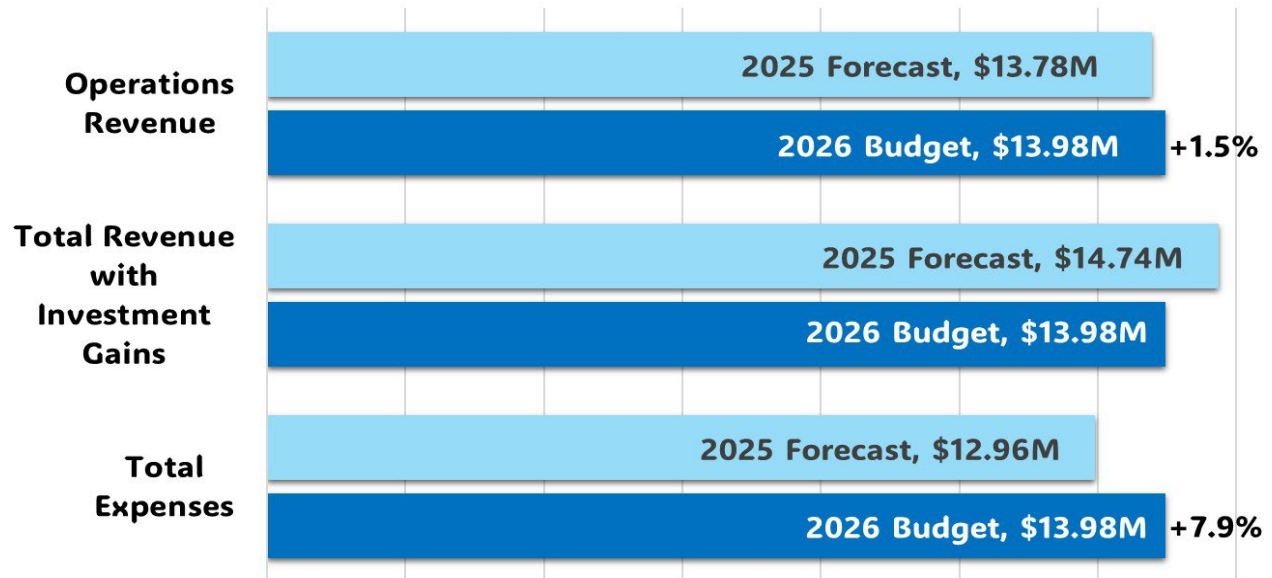 Operations
Revenue
2025 Forecast, $13.78M
2026 Budget, $13.98M
+1.5%
Total Revenue
with
Investment
Gains
2025 Forecast, $14.74M
2026 Budget, $13.98M
Total
Expenses
2025 Forecast, $12.96M
2026 Budget, $13.98M
+7.9%